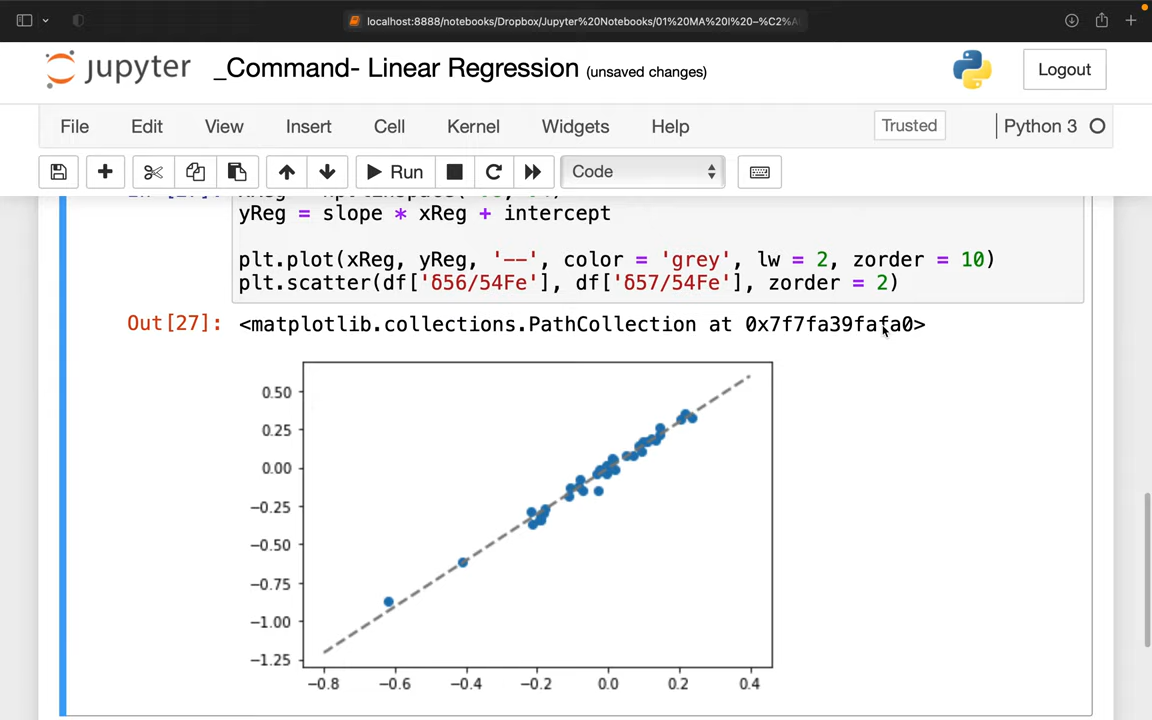 localhost:8888/notebooks/Dropbox/Jupyter%20Notebooks/01%20MA%20I%20–%C2%A
jupyter _Command- Linear Regression (unsaved changes) Logout
File Edit View Insert Cell Kernel Widgets Help Trusted Python 3
Run Code
yReg = slope * xReg + intercept
plt.plot(xReg, yReg, '--', color = 'grey', lw = 2, zorder = 10)
plt.scatter(df['δ56/54Fe'], df['δ57/54Fe'], zorder = 2)
Out[27]: <matplotlib.collections.PathCollection at 0x7f7fa39fafa0>
0.50
0.25
0.00
−0.25
−0.50
−0.75
−1.00
−1.25
−0.8 −0.6 −0.4 −0.2 0.0 0.2 0.4